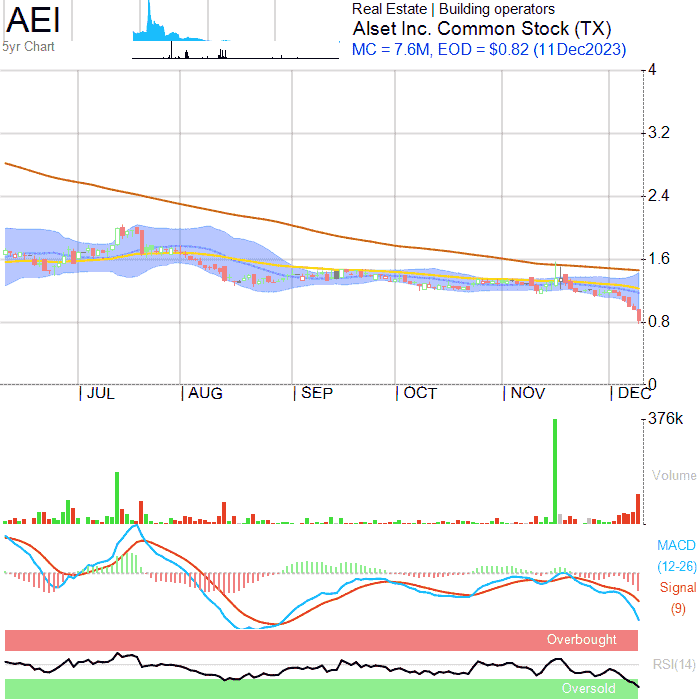 AEI
5yr Chart
Real Estate | Building operators
Alset Inc. Common Stock (TX)
MC = 7.6M, EOD = $0.82 (11Dec2023)
4
3.2
2.4
1.6
0.8
0
| JUL | AUG | SEP | OCT | NOV | DEC
376k
Volume
MACD
(12-26)
Signal
(9)
Overbought
RSI(14)
Oversold